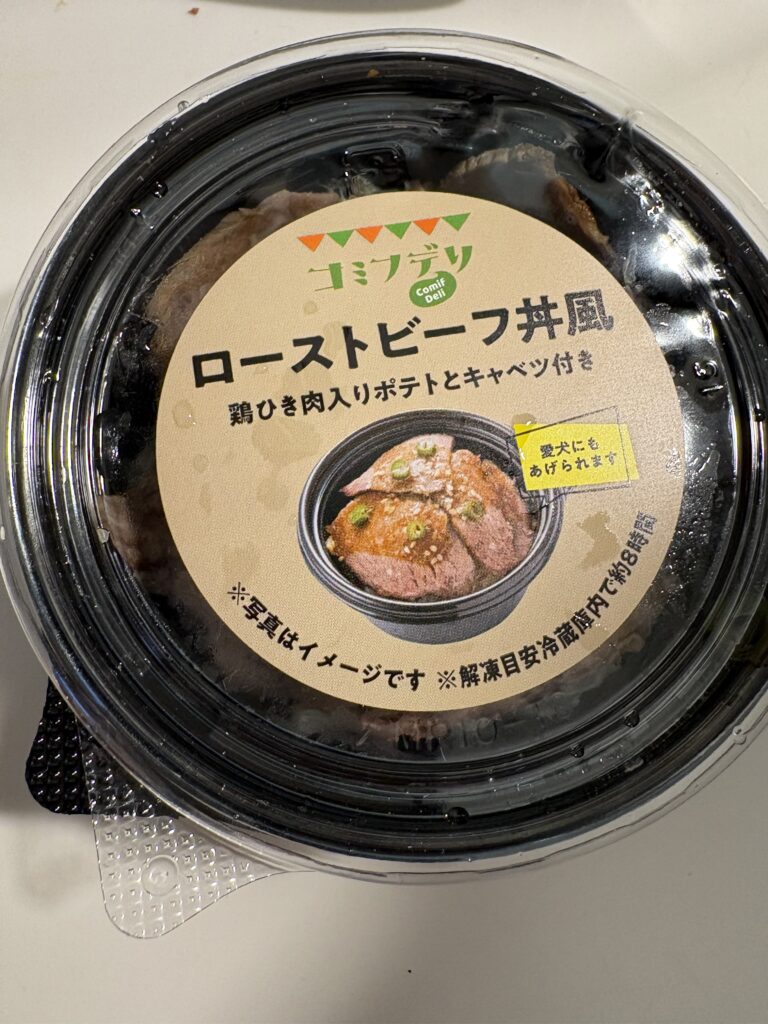 コミフデリ
Comif
Deli
ローストビーフ丼風
鶏ひき肉入りポテトとキャベツ付き
愛犬にも
あげられます
※写真はイメージです ※解凍目安冷蔵庫内で約8時間